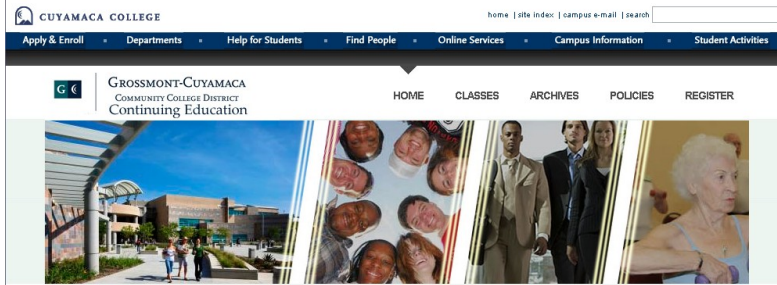 CUYAMACA COLLEGE
home | site index | campus e-mail | search
Apply & Enroll ▪ Departments ▪ Help for Students ▪ Find People ▪ Online Services ▪ Campus Information ▪ Student Activities
GC
GROSSMONT-CUYAMACA
COMMUNITY COLLEGE DISTRICT
Continuing Education
HOME CLASSES ARCHIVES POLICIES REGISTER